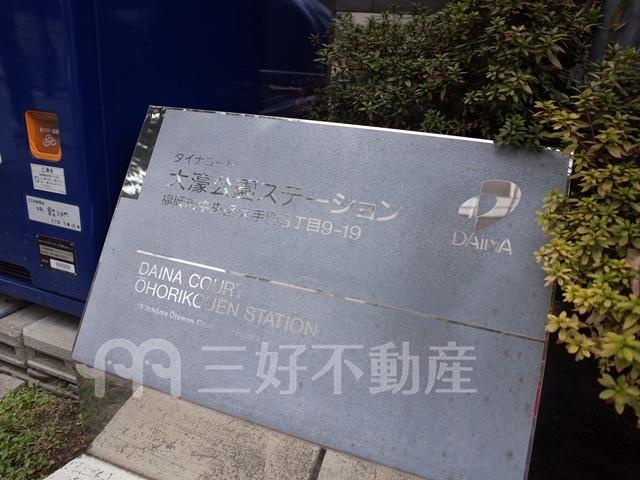 ダイナコート
大濠公園ステーション
福岡市中央区大手門3丁目9-19
DAINA
DAINA COURT
OHORIKOUEN STATION
三好不動産